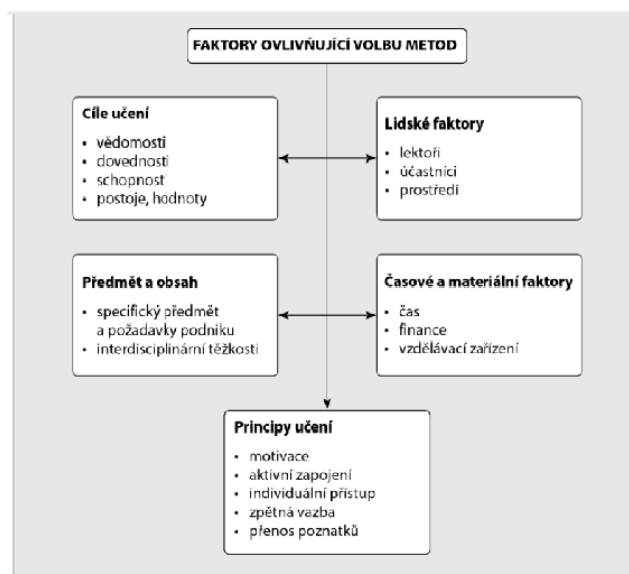 FAKTORY OVLIVŇUJÍCÍ VOLBU METOD
Cíle učení
• vědomosti
• dovednosti
• schopnost
• postoje, hodnoty
Lidské faktory
• lektoři
• účastníci
• prostředí
Předmět a obsah
• specifický předmět
a požadavky podniku
• interdisciplinární těžkosti
Časové a materiální faktory
• čas
• finance
• vzdělávací zařízení
Principy učení
• motivace
• aktivní zapojení
• individuální přístup
• zpětná vazba
• přenos poznatků